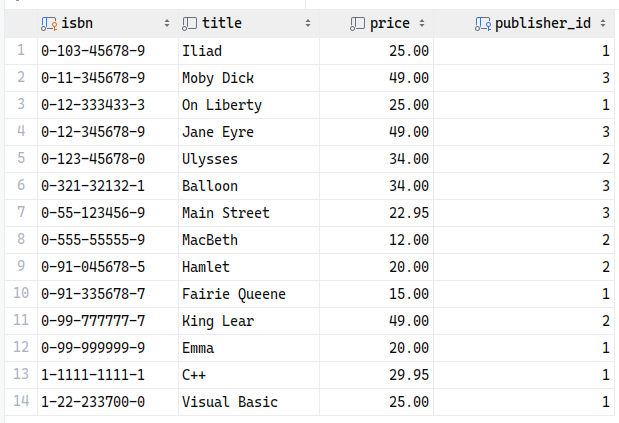 isbn title price publisher_id
1 0-103-45678-9 Iliad 25.00 1
2 0-11-345678-9 Moby Dick 49.00 3
3 0-12-333433-3 On Liberty 25.00 1
4 0-12-345678-9 Jane Eyre 49.00 3
5 0-123-45678-0 Ulysses 34.00 2
6 0-321-32132-1 Balloon 34.00 3
7 0-55-123456-9 Main Street 22.95 3
8 0-555-55555-9 MacBeth 12.00 2
9 0-91-045678-5 Hamlet 20.00 2
10 0-91-335678-7 Fairie Queene 15.00 1
11 0-99-777777-7 King Lear 49.00 2
12 0-99-999999-9 Emma 20.00 1
13 1-1111-1111-1 C++ 29.95 1
14 1-22-233700-0 Visual Basic 25.00 1